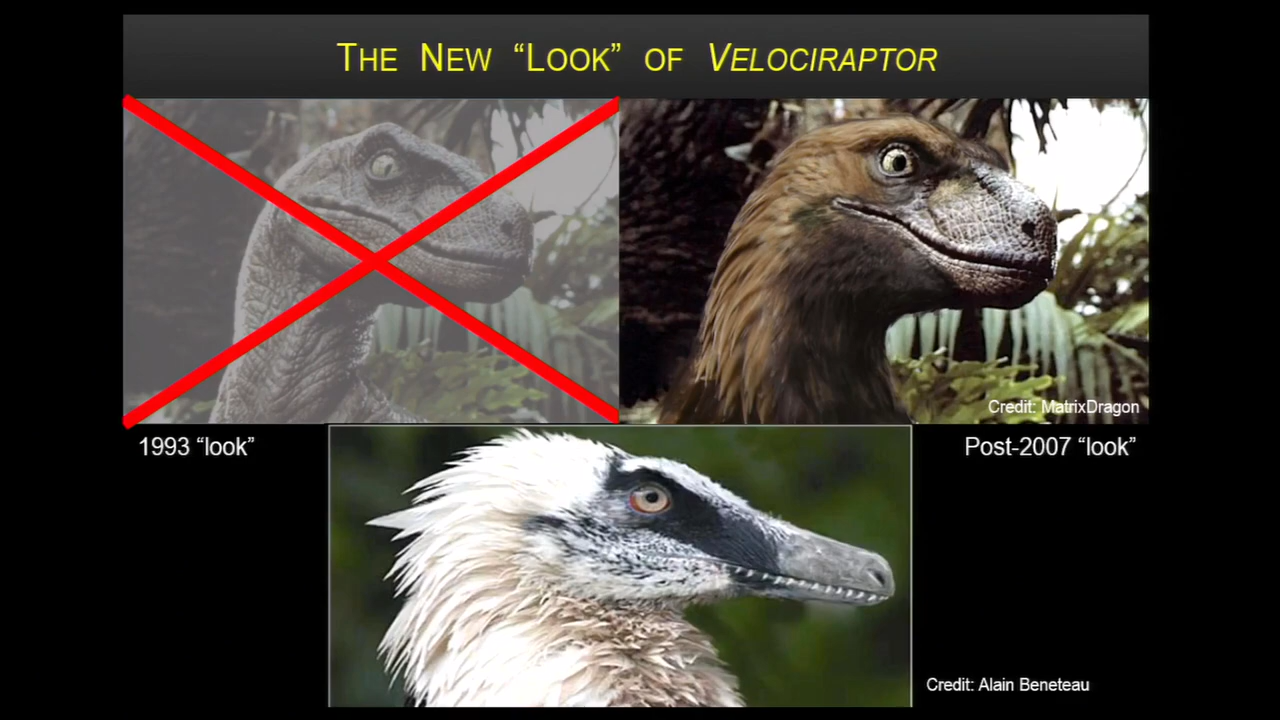 THE NEW “LOOK” OF VELOCIRAPTOR
Credit: MatrixDragon
1993 “look”
Post-2007 “look”
Credit: Alain Beneteau